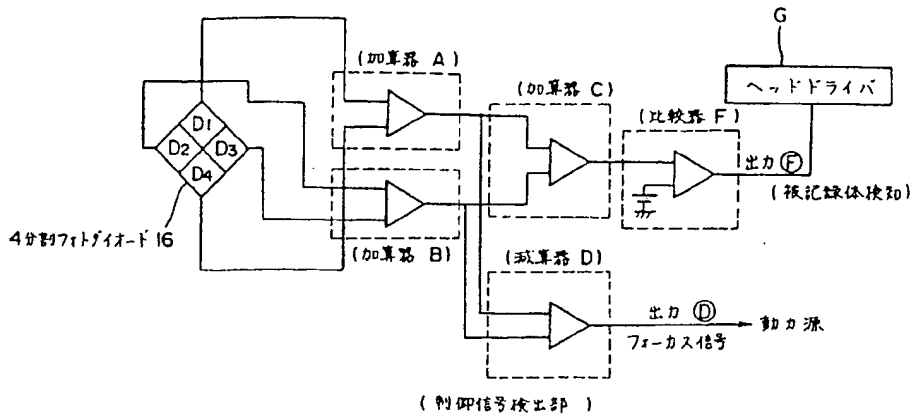 G
ヘッドドライバ
(加算器 A)
(加算器 C)
(比較器 F)
D1
D2
D3
D4
出力 Ⓕ
(被記録体検知)
4分割フォトダイオード 16
(加算器 B)
(減算器 D)
出力 Ⓓ
フォーカス信号
動力源
(制御信号検出部)